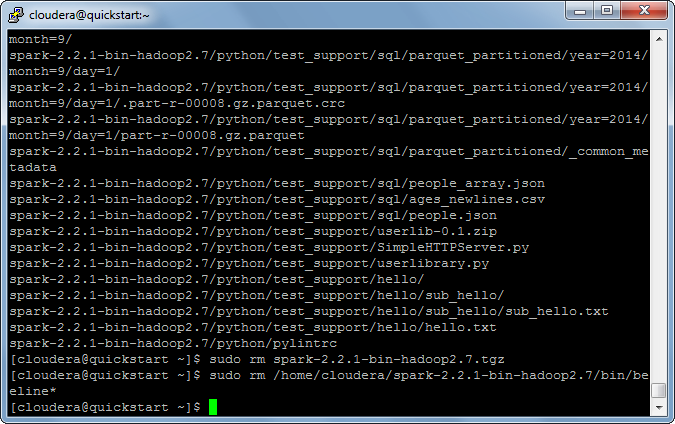 cloudera@quickstart:~
month=9/
spark-2.2.1-bin-hadoop2.7/python/test_support/sql/parquet_partitioned/year=2014/
month=9/day=1/
spark-2.2.1-bin-hadoop2.7/python/test_support/sql/parquet_partitioned/year=2014/
month=9/day=1/.part-r-00008.gz.parquet.crc
spark-2.2.1-bin-hadoop2.7/python/test_support/sql/parquet_partitioned/year=2014/
month=9/day=1/part-r-00008.gz.parquet
spark-2.2.1-bin-hadoop2.7/python/test_support/sql/parquet_partitioned/_common_me
tadata
spark-2.2.1-bin-hadoop2.7/python/test_support/sql/people_array.json
spark-2.2.1-bin-hadoop2.7/python/test_support/sql/ages_newlines.csv
spark-2.2.1-bin-hadoop2.7/python/test_support/sql/people.json
spark-2.2.1-bin-hadoop2.7/python/test_support/userlib-0.1.zip
spark-2.2.1-bin-hadoop2.7/python/test_support/SimpleHTTPServer.py
spark-2.2.1-bin-hadoop2.7/python/test_support/userlibrary.py
spark-2.2.1-bin-hadoop2.7/python/test_support/hello/
spark-2.2.1-bin-hadoop2.7/python/test_support/hello/sub_hello/
spark-2.2.1-bin-hadoop2.7/python/test_support/hello/sub_hello/sub_hello.txt
spark-2.2.1-bin-hadoop2.7/python/test_support/hello/hello.txt
spark-2.2.1-bin-hadoop2.7/python/pylintrc
[cloudera@quickstart ~]$ sudo rm spark-2.2.1-bin-hadoop2.7.tgz
[cloudera@quickstart ~]$ sudo rm /home/cloudera/spark-2.2.1-bin-hadoop2.7/bin/be
eline*
[cloudera@quickstart ~]$